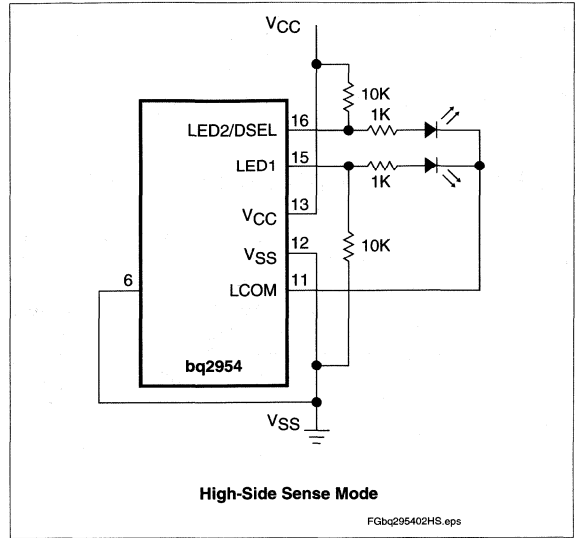 VCC
10K
1K
LED2/DSEL 16
LED1 15
1K
VCC 13
VSS 12
10K
6
LCOM 11
bq2954
VSS
High-Side Sense Mode
FGbq295402HS.eps